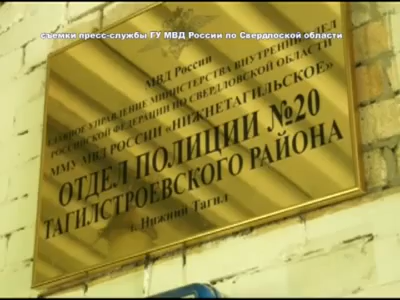 съемки пресс-службы ГУ МВД России по Свердлоской области
МВД России
ГЛАВНОЕ УПРАВЛЕНИЕ МИНИСТЕРСТВА ВНУТРЕННИХ ДЕЛ
РОССИЙСКОЙ ФЕДЕРАЦИИ ПО СВЕРДЛОВСКОЙ ОБЛАСТИ
ММУ МВД РОССИИ «НИЖНЕТАГИЛЬСКОЕ»
ОТДЕЛ ПОЛИЦИИ №20
ТАГИЛСТРОЕВСКОГО РАЙОНА
г. Нижний Тагил